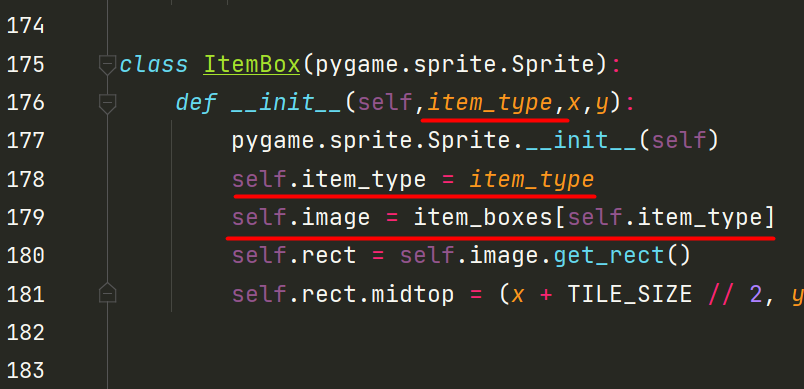 174
175 class ItemBox(pygame.sprite.Sprite):
176 def __init__(self,item_type,x,y):
177 pygame.sprite.Sprite.__init__(self)
178 self.item_type = item_type
179 self.image = item_boxes[self.item_type]
180 self.rect = self.image.get_rect()
181 self.rect.midtop = (x + TILE_SIZE // 2, y
182
183